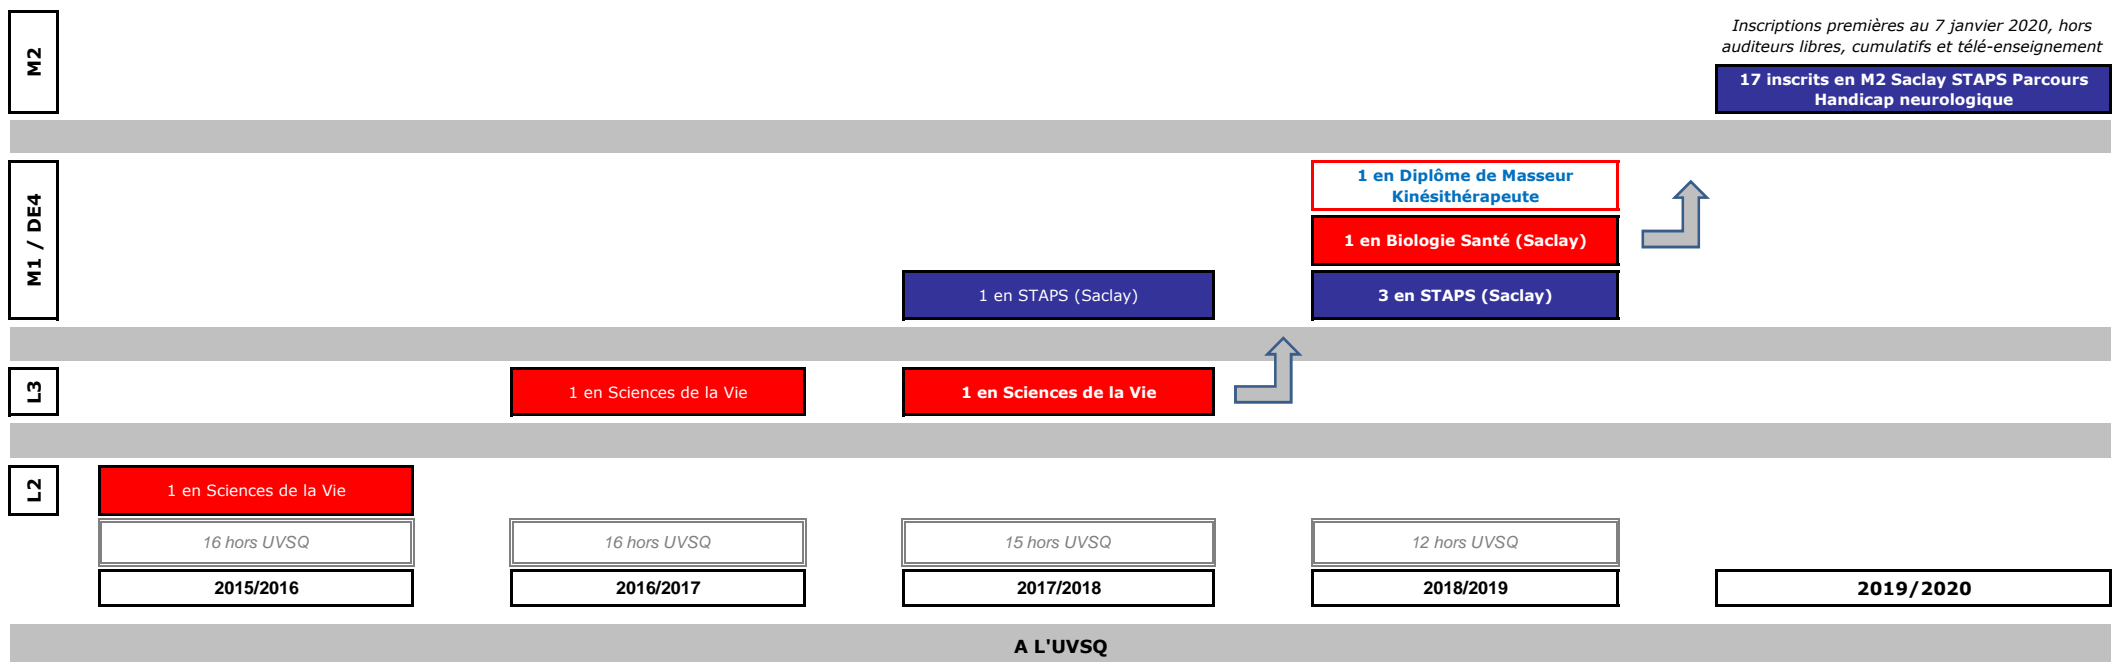 M2
Inscriptions premières au 7 janvier 2020, hors
auditeurs libres, cumulatifs et télé-enseignement
17 inscrits en M2 Saclay STAPS Parcours
Handicap neurologique
M1 / DE4
1 en Diplôme de Masseur
Kinésithérapeute
1 en Biologie Santé (Saclay)
1 en STAPS (Saclay)
3 en STAPS (Saclay)
L3
1 en Sciences de la Vie
1 en Sciences de la Vie
L2
1 en Sciences de la Vie
16 hors UVSQ
16 hors UVSQ
15 hors UVSQ
12 hors UVSQ
2015/2016
2016/2017
2017/2018
2018/2019
2019/2020
A L'UVSQ